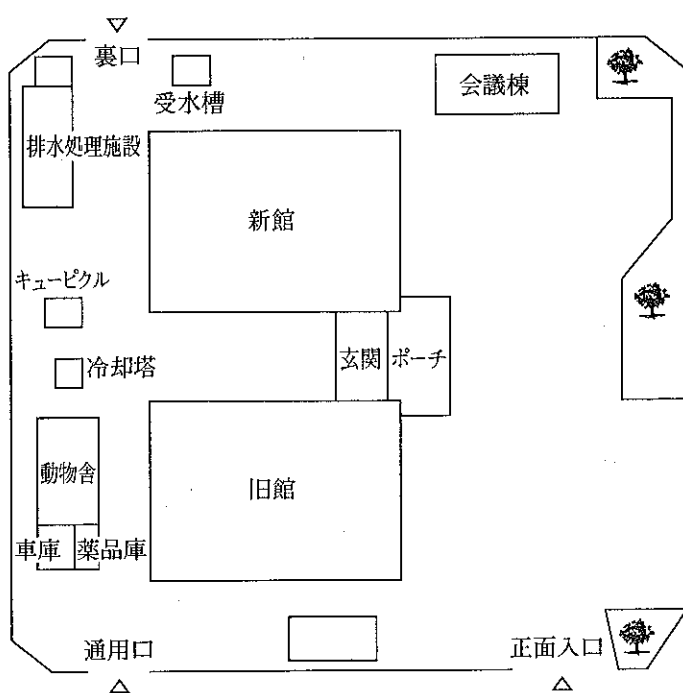 裏口
受水槽
会議棟
排水処理施設
新館
キュービクル
玄関
ポーチ
冷却塔
動物舎
旧館
車庫
薬品庫
通用口
正面入口